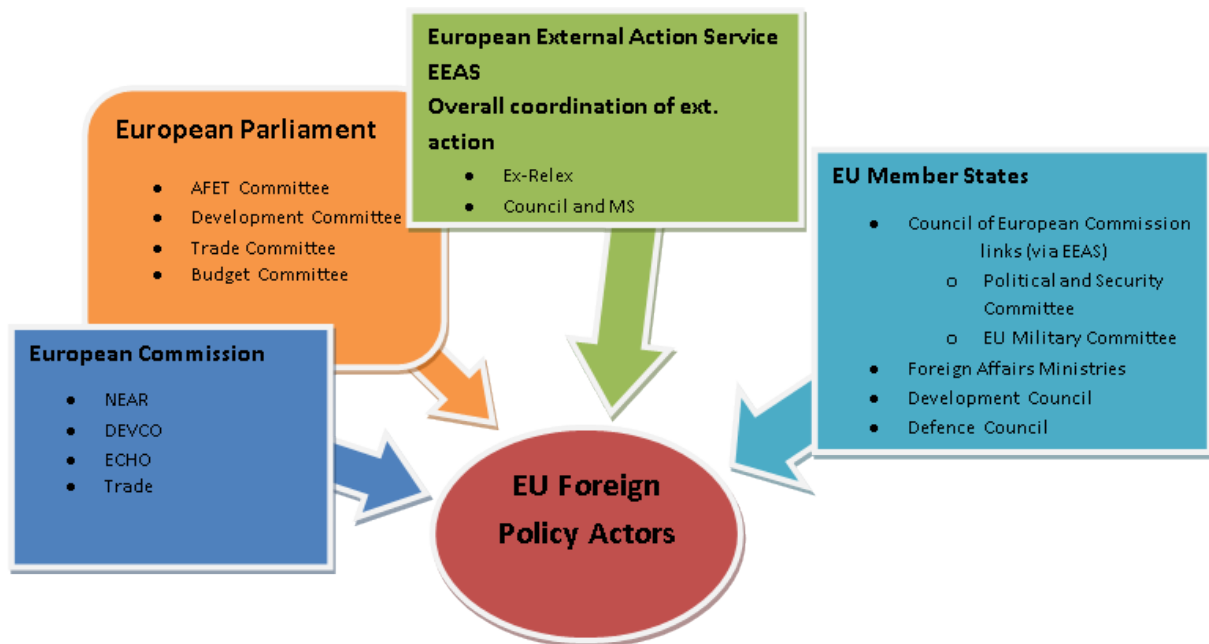 European External Action Service
EEAS
Overall coordination of ext.
action
• Ex-Relex
• Council and MS
European Parliament
• AFET Committee
• Development Committee
• Trade Committee
• Budget Committee
EU Member States
• Council of European Commission
links (via EEAS)
o Political and Security
Committee
o EU Military Committee
• Foreign Affairs Ministries
• Development Council
• Defence Council
European Commission
• NEAR
• DEVCO
• ECHO
• Trade
EU Foreign
Policy Actors